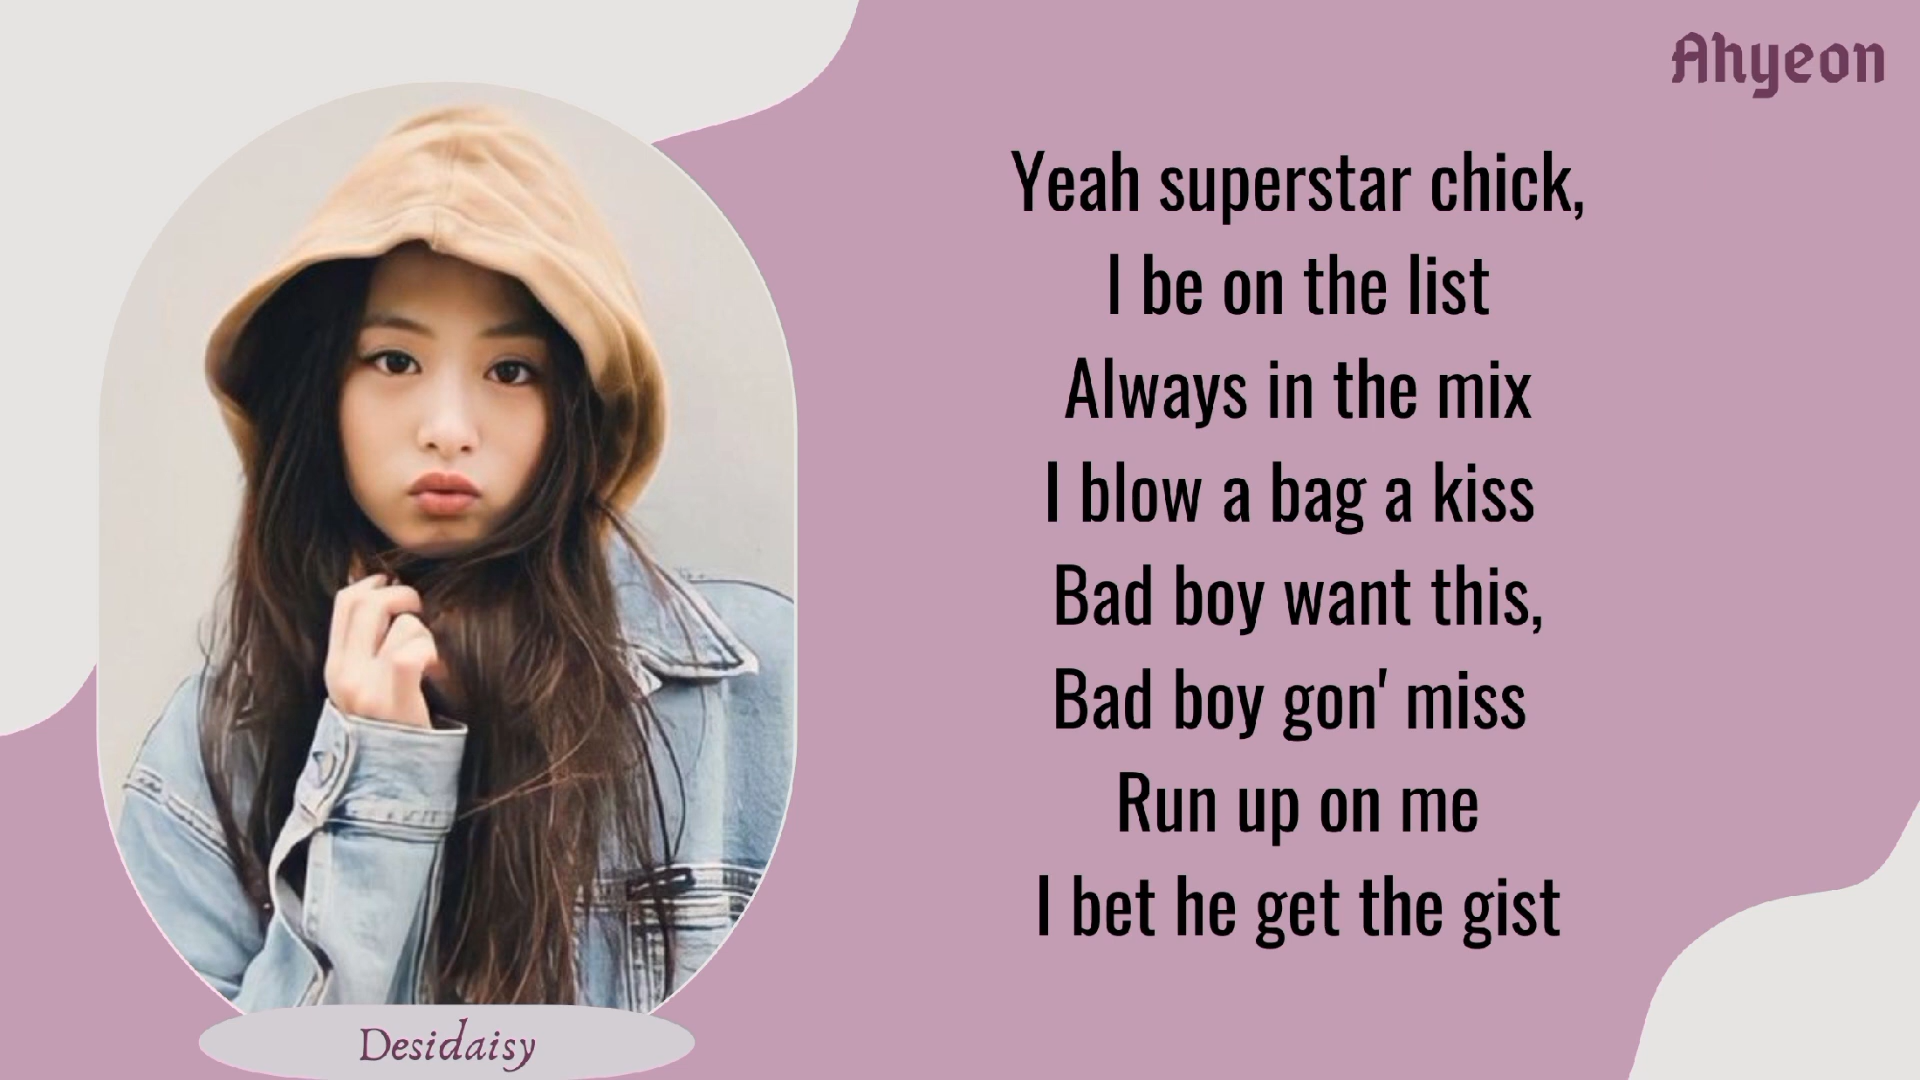 Ahyeon
Yeah superstar chick,
I be on the list
Always in the mix
I blow a bag a kiss
Bad boy want this,
Bad boy gon' miss
Run up on me
I bet he get the gist
Desidaisy